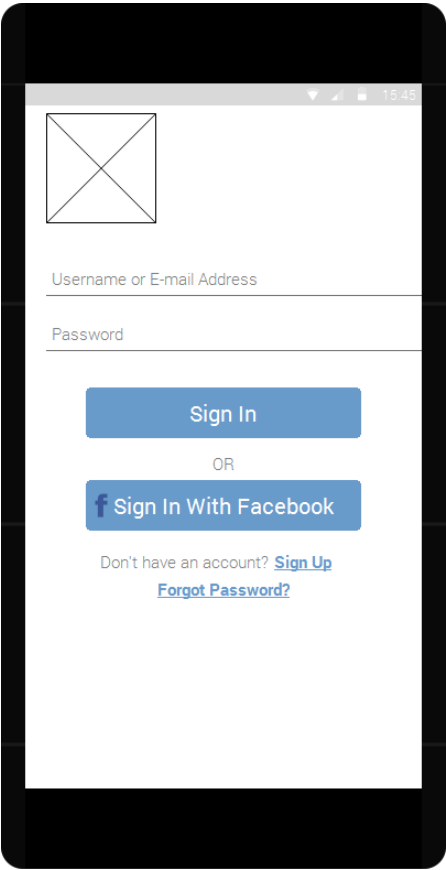 15.45
Username or E-mail Address
Password
Sign In
OR
f Sign In With Facebook
Don't have an account? Sign Up
Forgot Password?